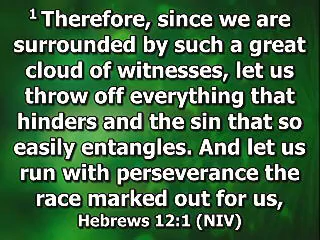 1 Therefore, since we are
surrounded by such a great
cloud of witnesses, let us
throw off everything that
hinders and the sin that so
easily entangles. And let us
run with perseverance the
race marked out for us,
Hebrews 12:1 (NIV)